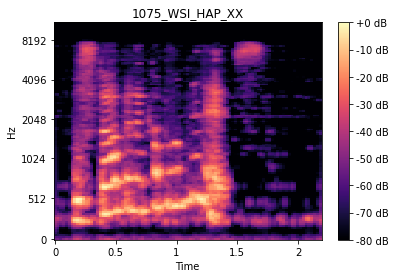 1075_WSI_HAP_XX
+0 dB
8192
-10 dB
4096
-20 dB
-30 dB
2048
Hz
-40 dB
1024
-50 dB
512
-60 dB
-70 dB
0
-80 dB
0
0.5
1
1.5
2
Time